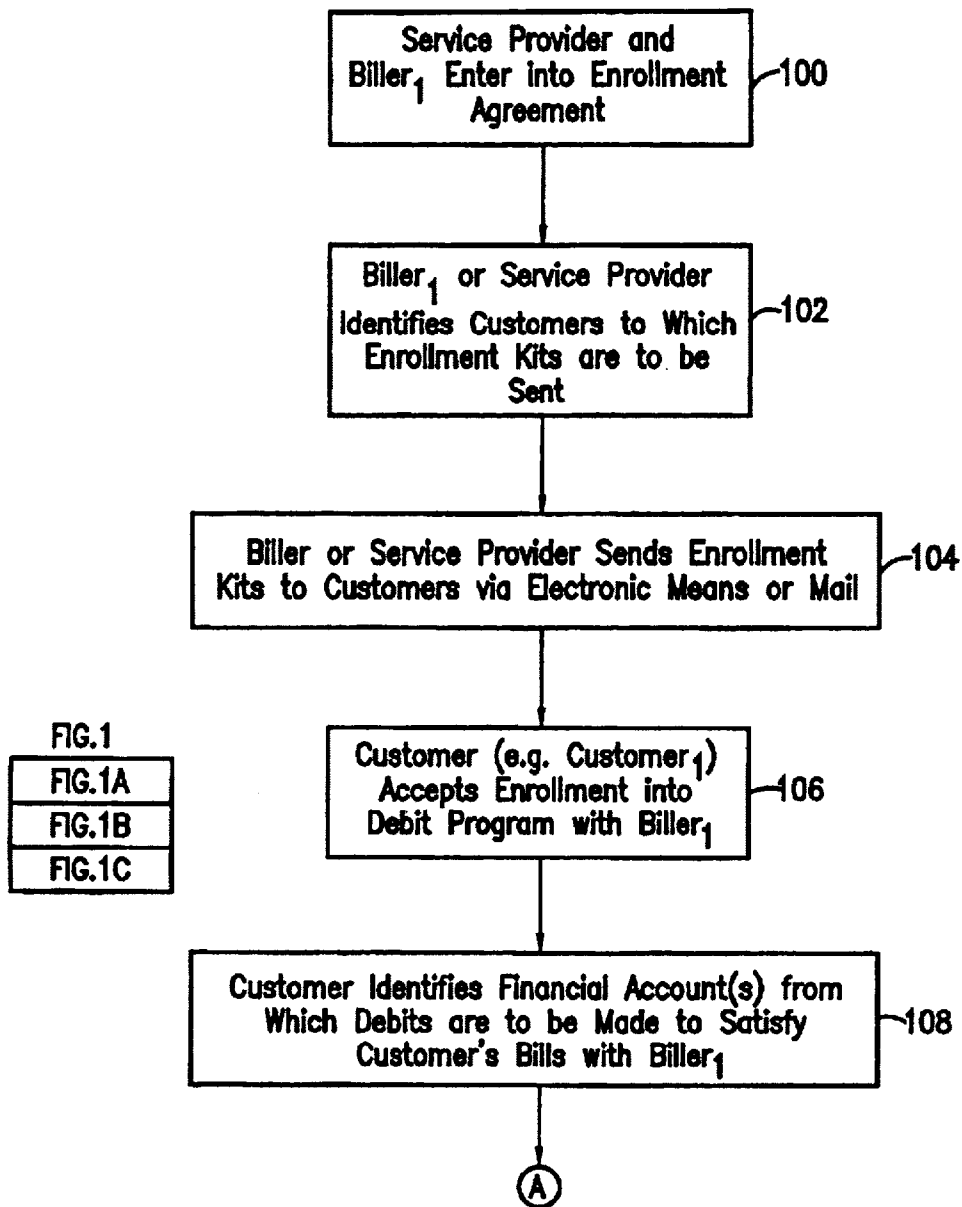 Service Provider and
Biller₁ Enter into Enrollment
Agreement
100
Biller₁ or Service Provider
Identifies Customers to Which
Enrollment Kits are to be
Sent
102
Biller or Service Provider Sends Enrollment
Kits to Customers via Electronic Means or Mail
104
FIG.1
FIG.1A
FIG.1B
FIG.1C
Customer (e.g. Customer₁)
Accepts Enrollment into
Debit Program with Biller₁
106
Customer Identifies Financial Account(s) from
Which Debits are to be Made to Satisfy
Customer's Bills with Biller₁
108
A